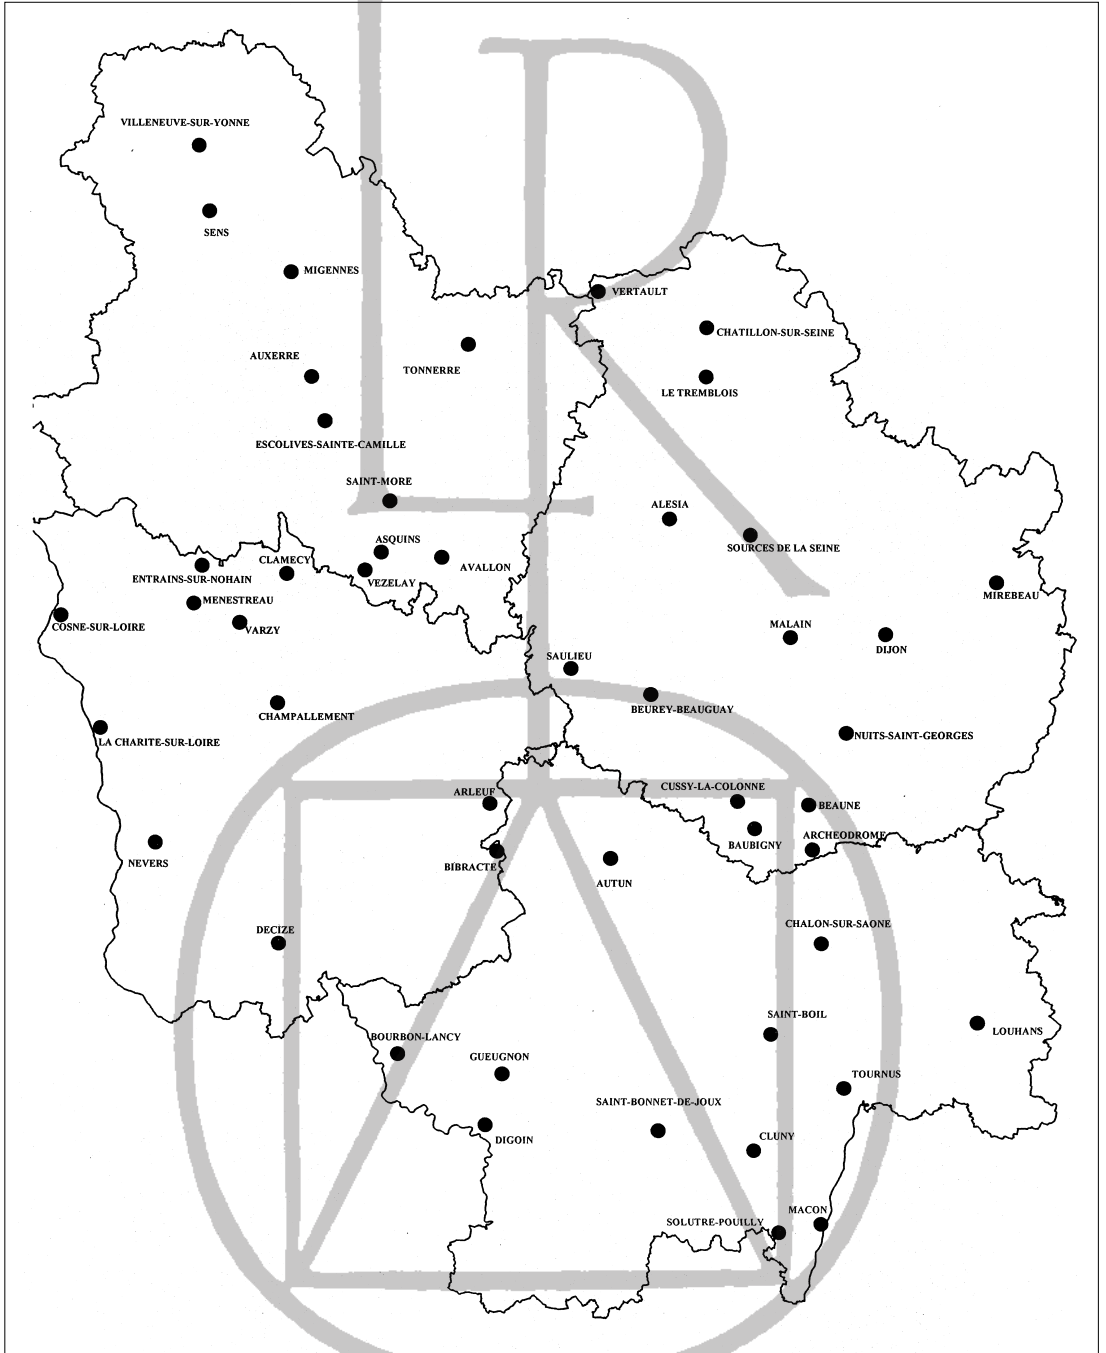 VILLENEUVE-SUR-YONNE
SENS
MIGENNES
VERTAULT
CHATILLON-SUR-SEINE
AUXERRE
TONNERRE
LE TREMBLOIS
ESCOLIVES-SAINTE-CAMILLE
SAINT-MORE
ALESIA
ASQUINS
SOURCES DE LA SEINE
CLAMECY
AVALLON
ENTRAINS-SUR-NOHAIN
VEZELAY
MIREBEAU
MENESTREAU
COSNE-SUR-LOIRE
VARZY
MALAIN
DIJON
SAULIEU
BEUREY-BEAUGUAY
CHAMPALLEMENT
NUITS-SAINT-GEORGES
LA CHARITE-SUR-LOIRE
CUSSY-LA-COLONNE
ARLEUF
BEAUNE
ARCHEODROME
BAUBIGNY
NEVERS
BIBRACTE
AUTUN
CHALON-SUR-SAONE
DECIZE
SAINT-BOIL
LOUHANS
BOURBON-LANCY
GUEUGNON
TOURNUS
SAINT-BONNET-DE-JOUX
DIGOIN
CLUNY
MACON
SOLUTRE-POUILLY